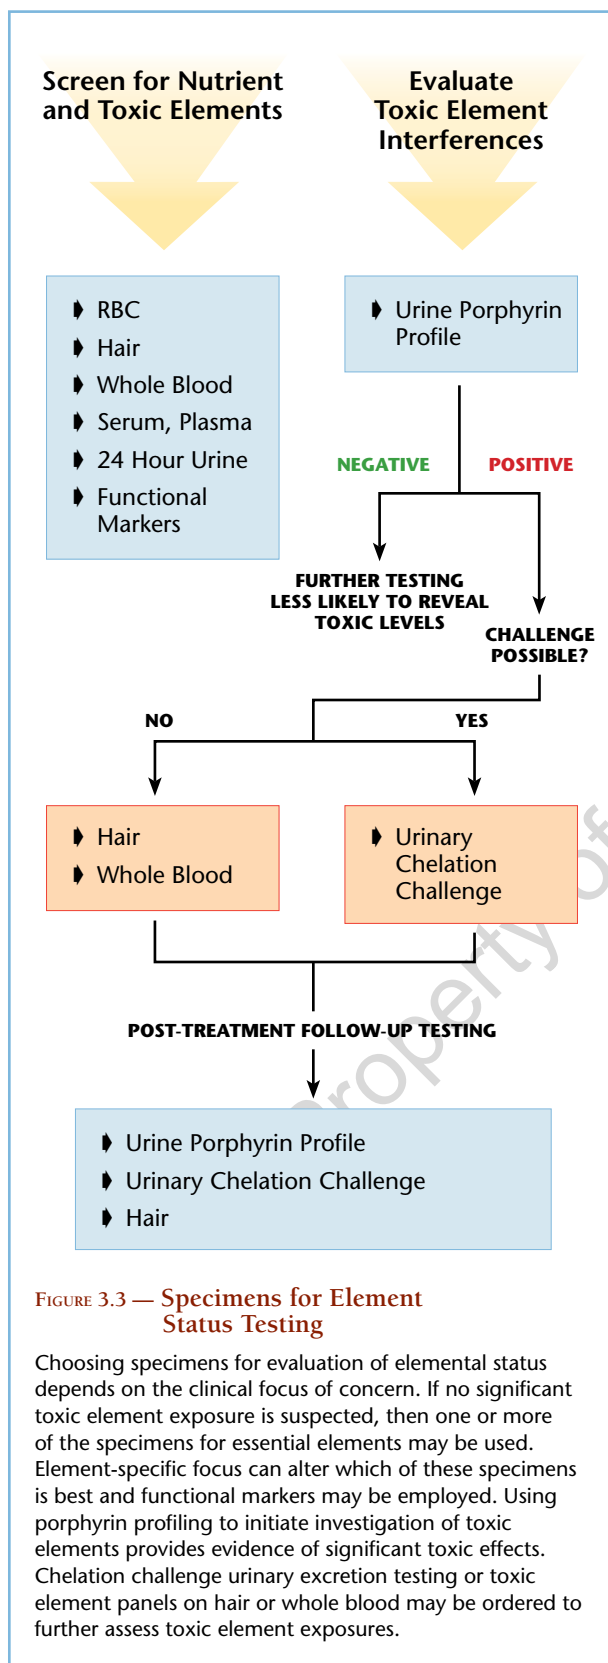 Screen for Nutrient
and Toxic Elements
Evaluate
Toxic Element
Interferences
➧ RBC
➧ Hair
➧ Whole Blood
➧ Serum, Plasma
➧ 24 Hour Urine
➧ Functional
Markers
➧ Urine Porphyrin
Profile
NEGATIVE
POSITIVE
FURTHER TESTING
LESS LIKELY TO REVEAL
TOXIC LEVELS
CHALLENGE
POSSIBLE?
NO
YES
➧ Hair
➧ Whole Blood
➧ Urinary
Chelation
Challenge
POST-TREATMENT FOLLOW-UP TESTING
➧ Urine Porphyrin Profile
➧ Urinary Chelation Challenge
➧ Hair
Property of
FIGURE 3.3 — Specimens for Element
Status Testing
Choosing specimens for evaluation of elemental status
depends on the clinical focus of concern. If no significant
toxic element exposure is suspected, then one or more
of the specimens for essential elements may be used.
Element-specific focus can alter which of these specimens
is best and functional markers may be employed. Using
porphyrin profiling to initiate investigation of toxic
elements provides evidence of significant toxic effects.
Chelation challenge urinary excretion testing or toxic
element panels on hair or whole blood may be ordered to
further assess toxic element exposures.